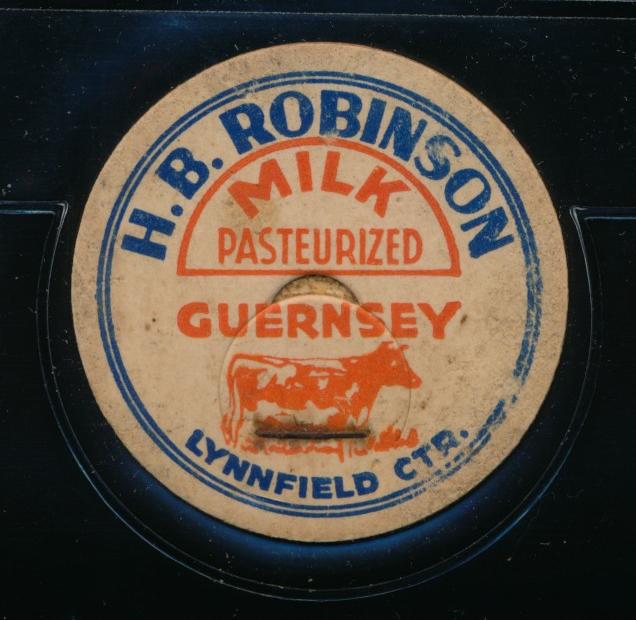 H.B. ROBINSON
MILK
PASTEURIZED
GUERNSEY
LYNNFIELD CTR.